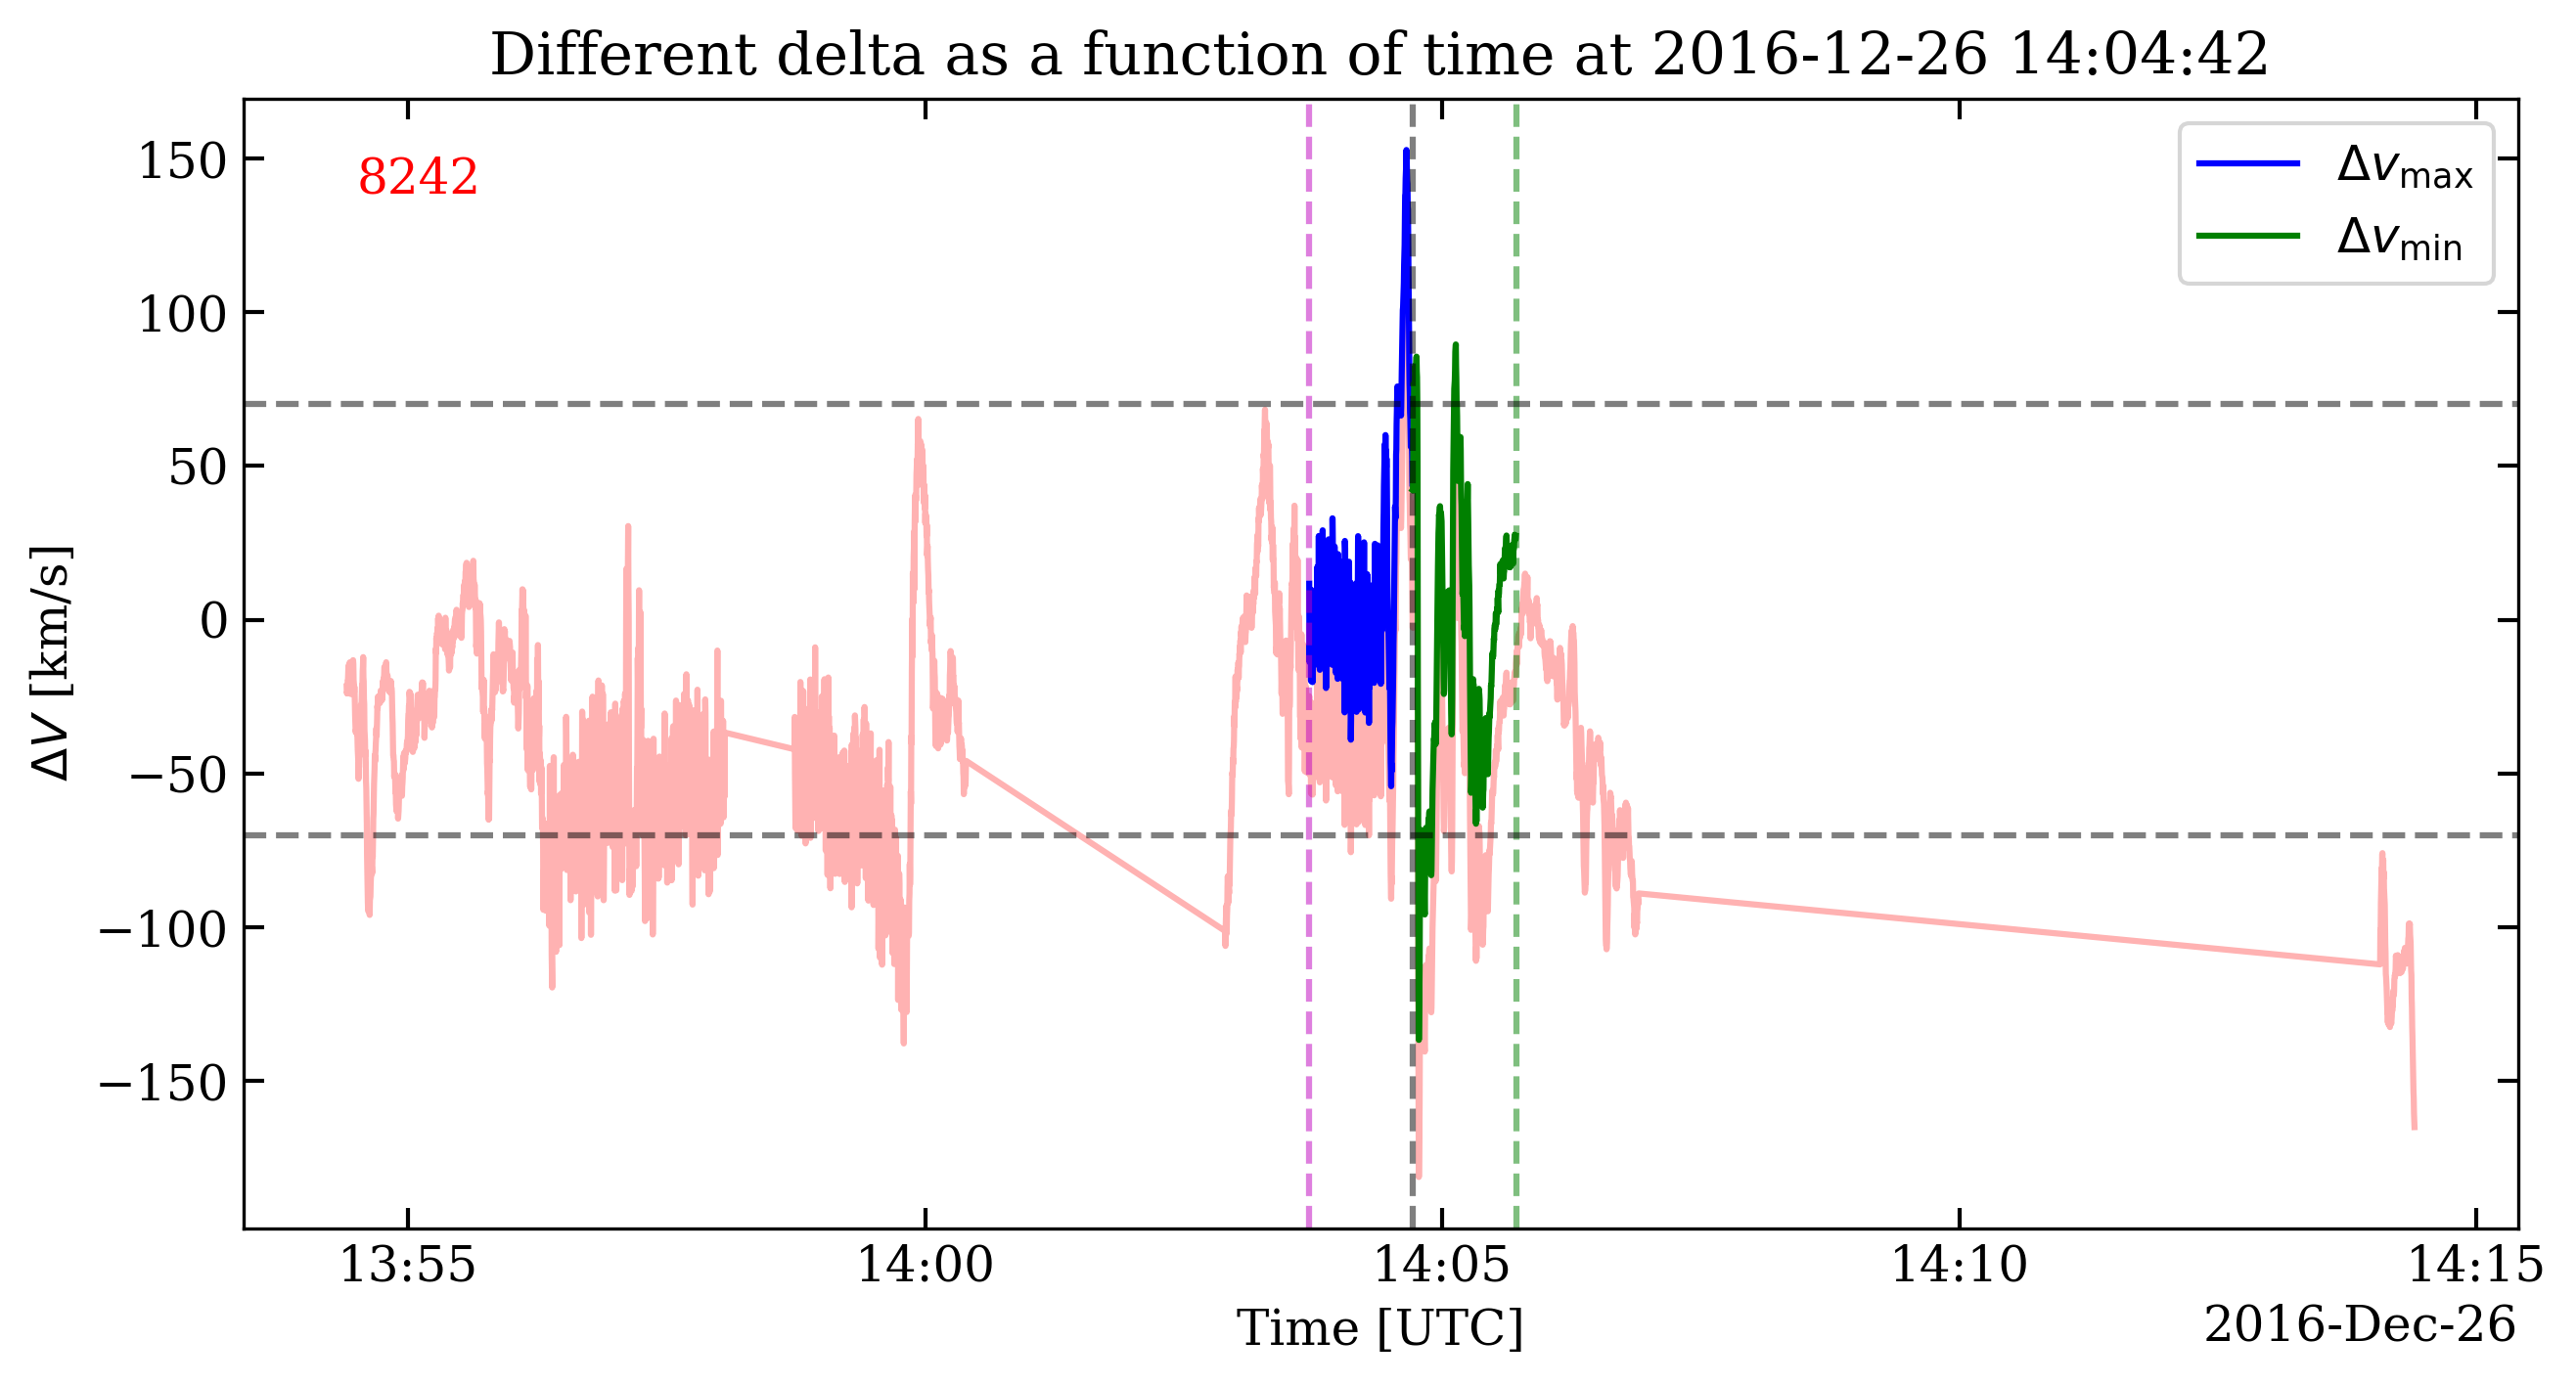 Different delta as a function of time at 2016-12-26 14:04:42
8242
Δv_max
Δv_min
150
100
50
0
−50
−100
−150
ΔV [km/s]
13:55 14:00 14:05 14:10 14:15
Time [UTC]
2016-Dec-26